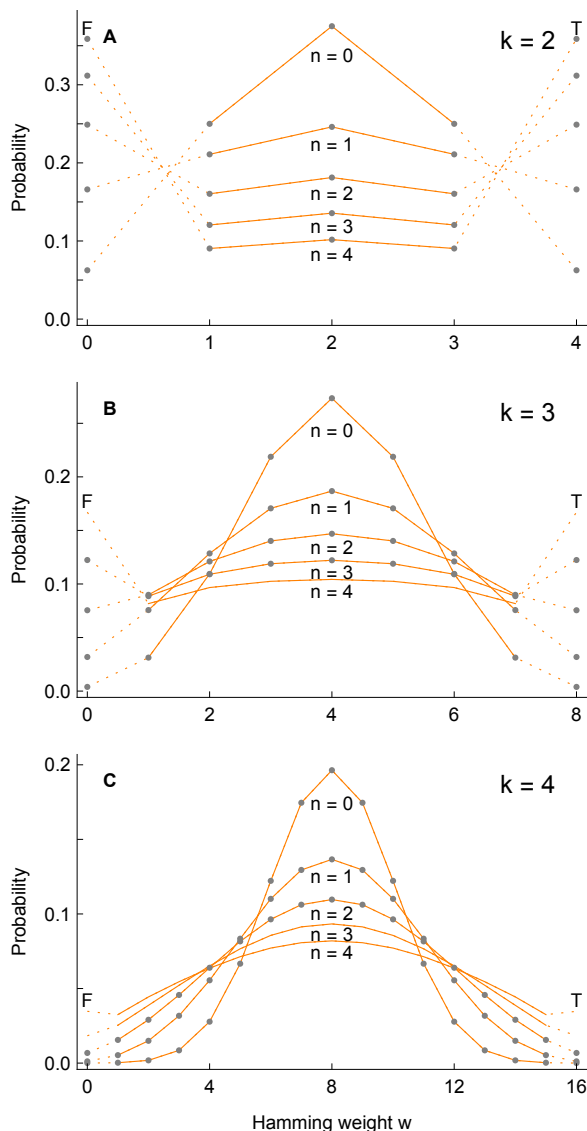 A
k = 2
F
T
n = 0
n = 1
n = 2
n = 3
n = 4
0.3
0.2
0.1
0.0
Probability
0 1 2 3 4
B
k = 3
F
T
n = 0
n = 1
n = 2
n = 3
n = 4
0.2
0.1
0.0
Probability
0 2 4 6 8
C
k = 4
F
T
n = 0
n = 1
n = 2
n = 3
n = 4
0.2
0.1
0.0
Probability
0 4 8 12 16
Hamming weight w